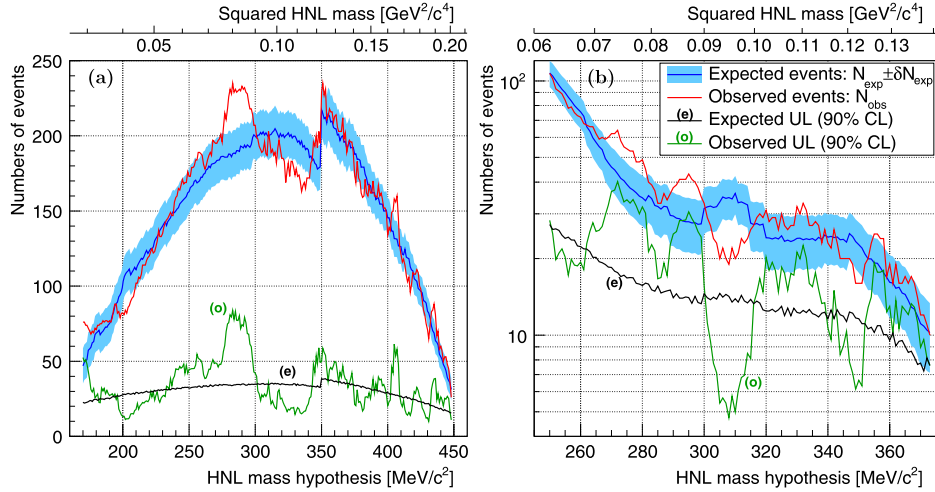 Squared HNL mass [GeV²/c⁴]
0.05 0.10 0.12 0.15 0.18 0.20
Numbers of events
250
200
150
100
50
0
(a)
(o)
(e)
200 250 300 350 400 450
HNL mass hypothesis [MeV/c²]
Squared HNL mass [GeV²/c⁴]
0.06 0.07 0.08 0.09 0.10 0.11 0.12 0.13
Numbers of events
10²
10
(b)
Expected events: N_exp ±δN_exp
Observed events: N_obs
(e) Expected UL (90% CL)
(o) Observed UL (90% CL)
(e)
(o)
260 280 300 320 340 360
HNL mass hypothesis [MeV/c²]